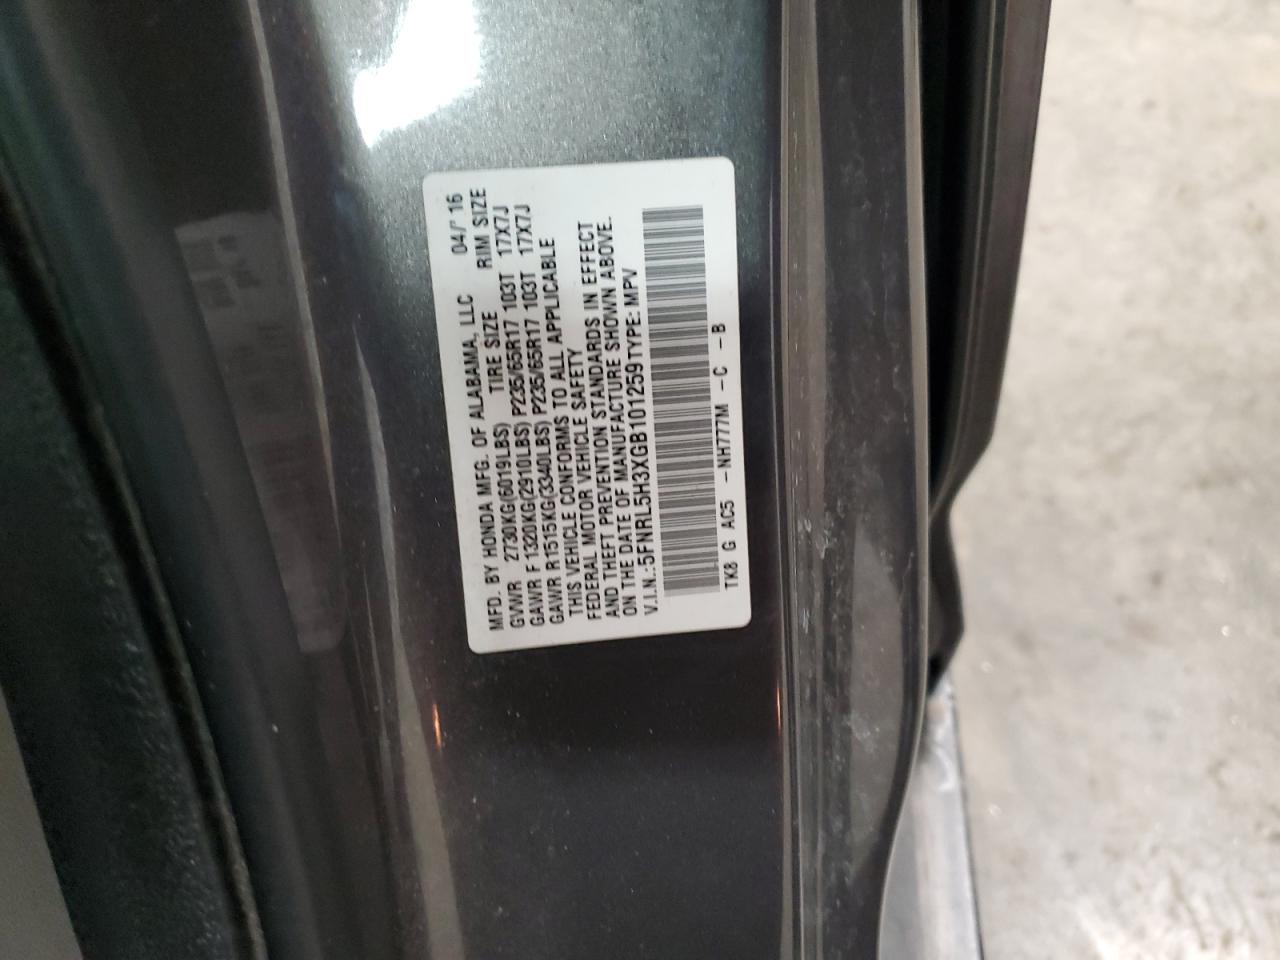 MFD. BY HONDA MFG. OF ALABAMA, LLC 04/'16
GVWR 2730KG(6019LBS) TIRE SIZE RIM SIZE
GAWR F 1320KG(2910LBS) P235/65R17 103T 17X7J
GAWR R1515KG(3340LBS) P235/65R17 103T 17X7J
THIS VEHICLE CONFORMS TO ALL APPLICABLE
FEDERAL MOTOR VEHICLE SAFETY
AND THEFT PREVENTION STANDARDS IN EFFECT
ON THE DATE OF MANUFACTURE SHOWN ABOVE.
V.I.N.:5FNRL5H3XGB101259 TYPE: MPV
TK8 G AC5 -NH777M -C -B